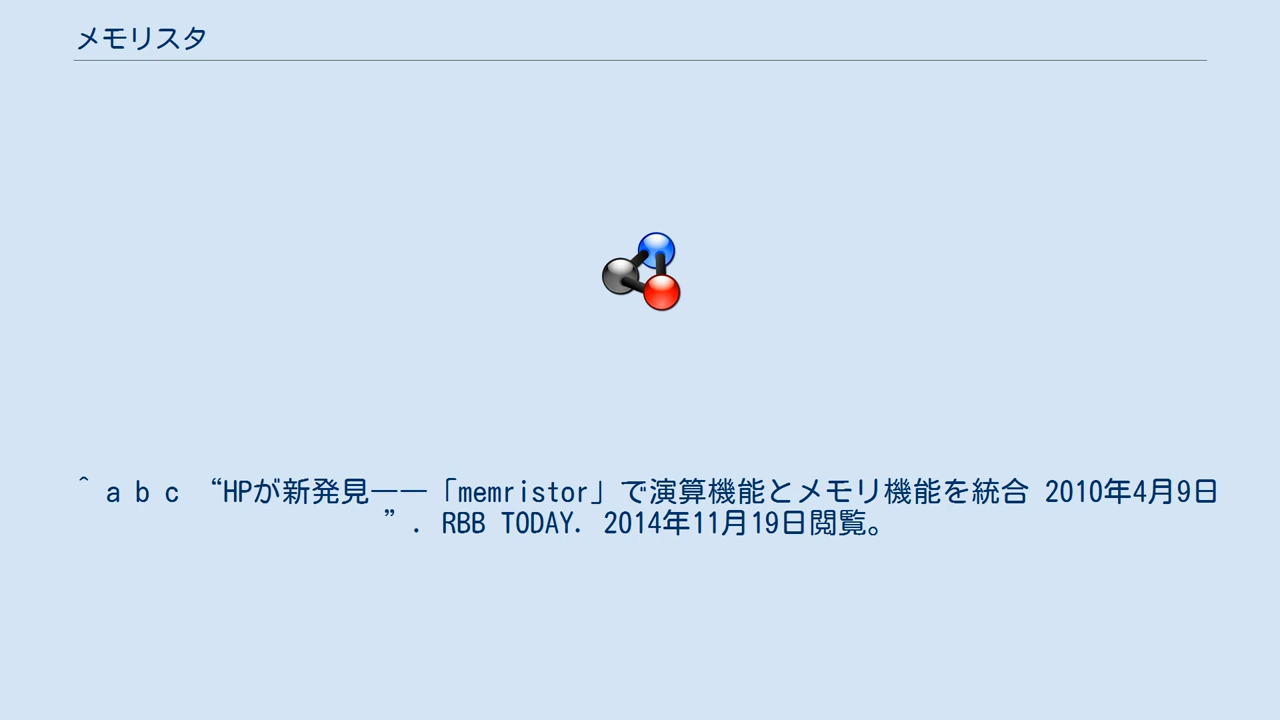 メモリスタ
^ a b c “HPが新発見――「memristor」で演算機能とメモリ機能を統合 2010年4月9日
”. RBB TODAY. 2014年11月19日閲覧。